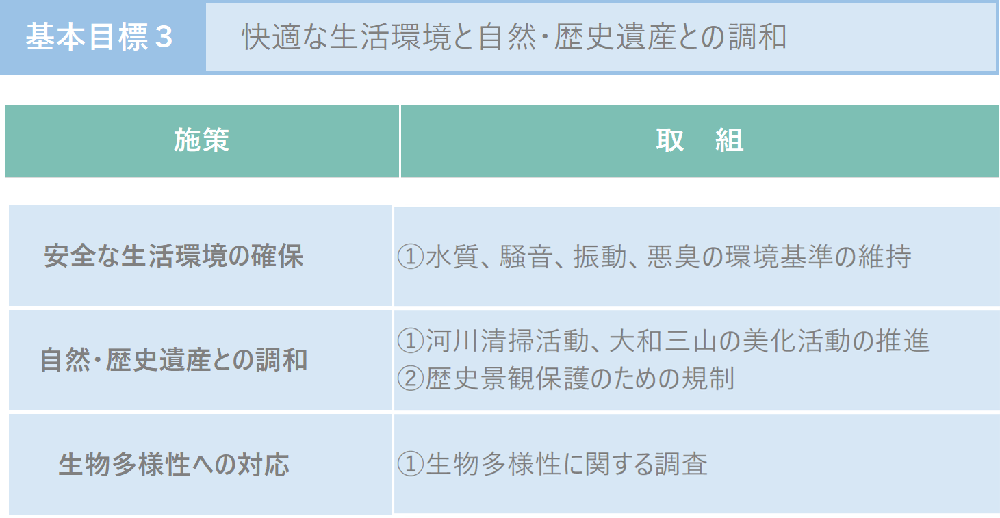 基本目標３
快適な生活環境と自然・歴史遺産との調和
施策
取　組
安全な生活環境の確保
①水質、騒音、振動、悪臭の環境基準の維持
自然・歴史遺産との調和
①河川清掃活動、大和三山の美化活動の推進
②歴史景観保護のための規制
生物多様性への対応
①生物多様性に関する調査